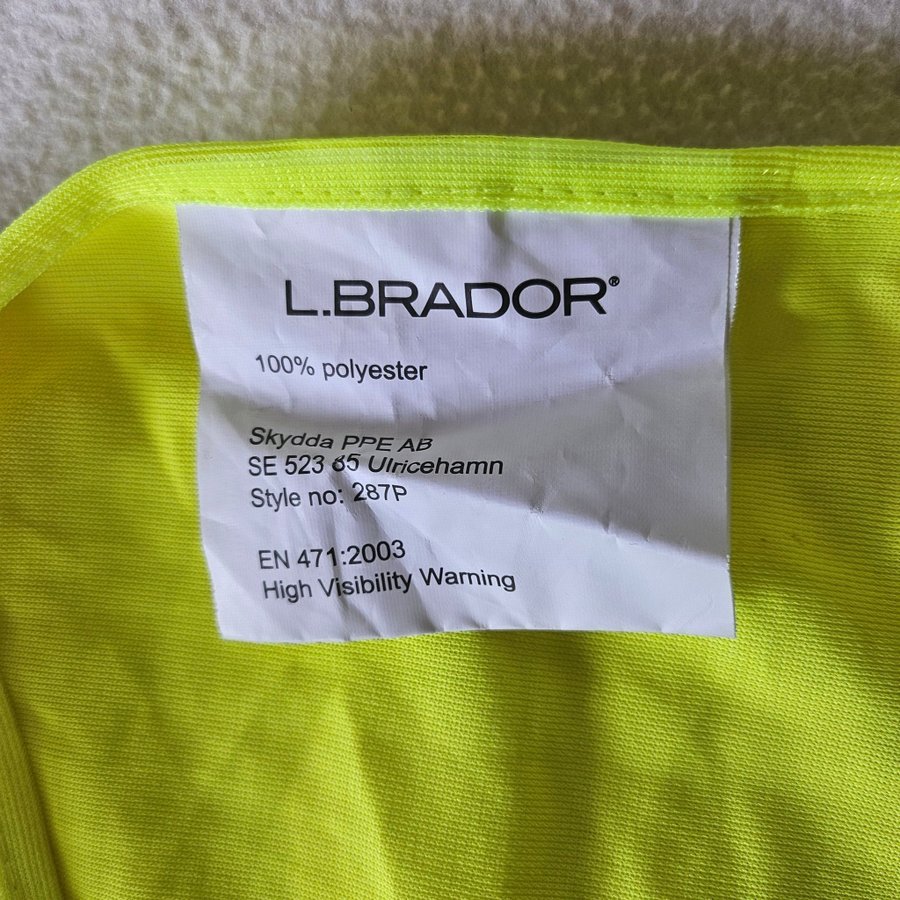 L.BRADOR®
100% polyester
Skydda PPE AB
SE 523 85 Ulricehamn
Style no: 287P
EN 471:2003
High Visibility Warning